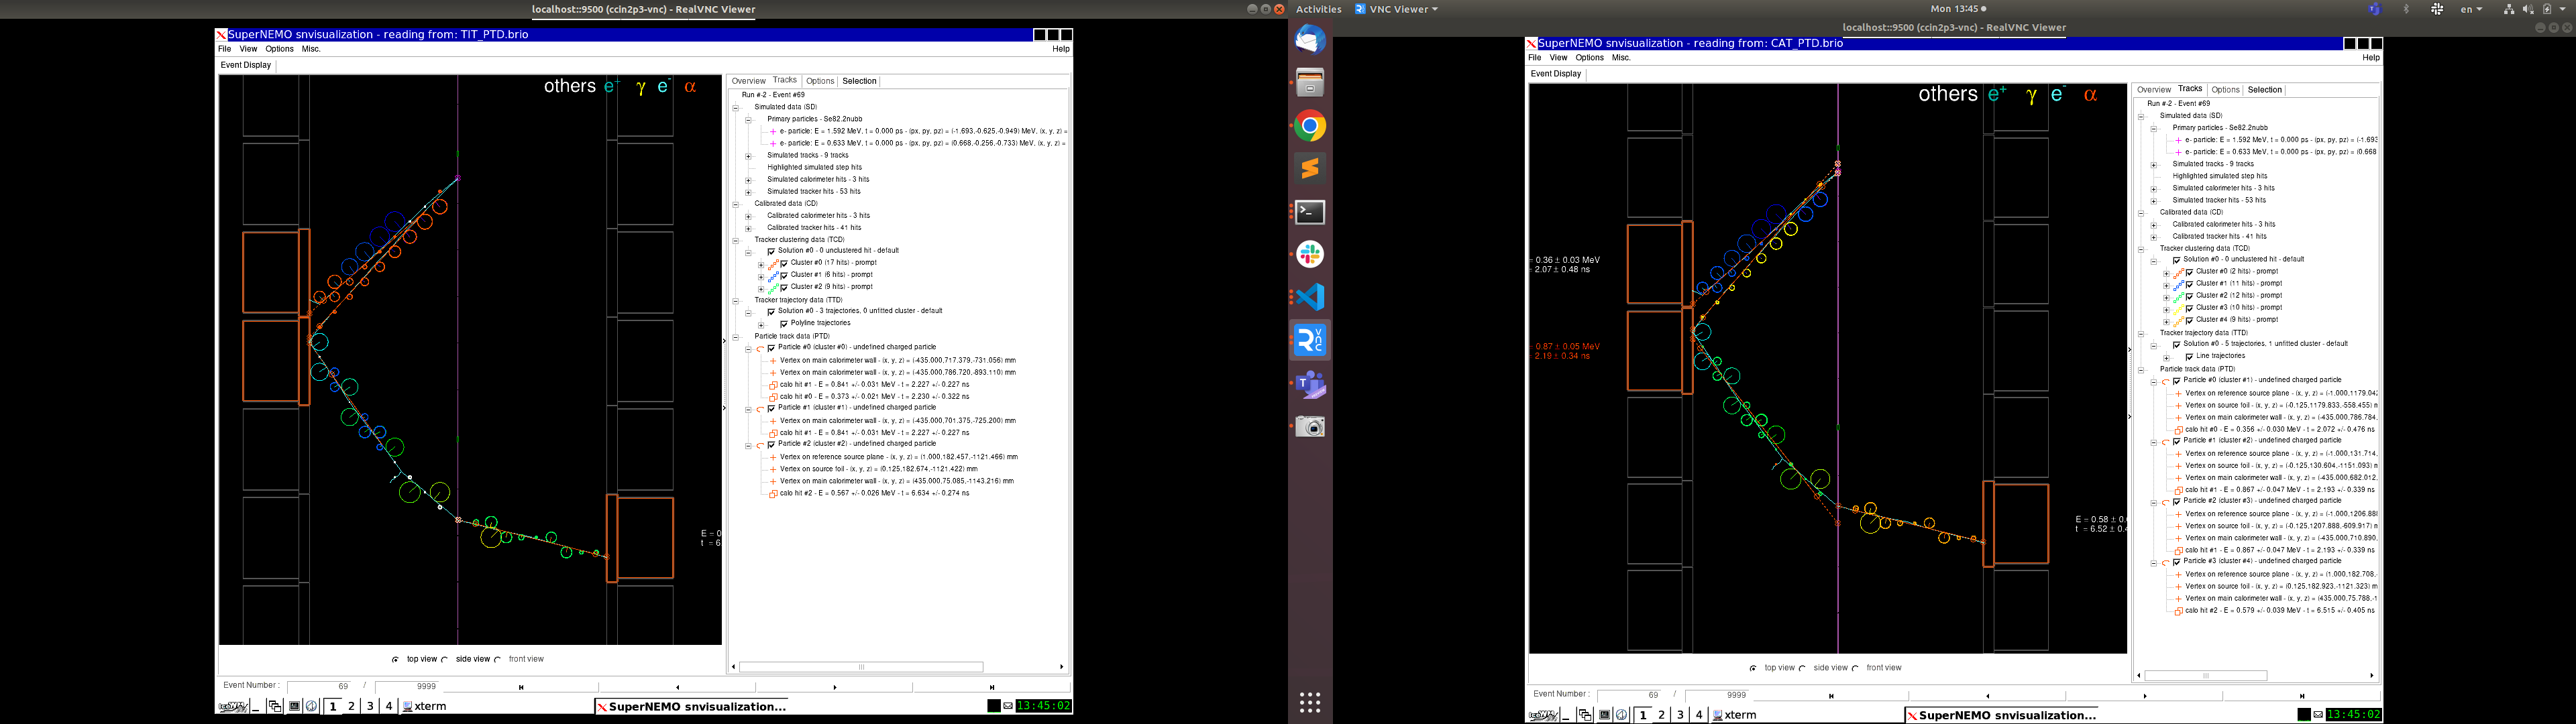 localhost::9500 (ccin2p3-vnc) - RealVNC Viewer
SuperNEMO snvisualization - reading from: TIT_PTD.brio
File View Options Misc. Help
Event Display
others e+ γ e- α
Overview Tracks Options Selection
Run #-2 - Event #69
Simulated data (SD)
Primary particles - Se82.2nubb
e- particle: E = 1.592 MeV, t = 0.000 ps - (px, py, pz) = (-1.693,-0.625,-0.949) MeV, (x, y, z) =
e- particle: E = 0.633 MeV, t = 0.000 ps - (px, py, pz) = (0.668,-0.256,-0.733) MeV, (x, y, z) =
Simulated tracks - 9 tracks
Highlighted simulated step hits
Simulated calorimeter hits - 3 hits
Simulated tracker hits - 53 hits
Calibrated data (CD)
Calibrated calorimeter hits - 3 hits
Calibrated tracker hits - 41 hits
Tracker clustering data (TCD)
Solution #0 - 0 unclustered hit - default
Cluster #0 (17 hits) - prompt
Cluster #1 (6 hits) - prompt
Cluster #2 (9 hits) - prompt
Tracker trajectory data (TTD)
Solution #0 - 3 trajectories, 0 unfitted cluster - default
Polyline trajectories
Particle track data (PTD)
Particle #0 (cluster #0) - undefined charged particle
Vertex on main calorimeter wall - (x, y, z) = (-435.000,717.379,-731.056) mm
Vertex on main calorimeter wall - (x, y, z) = (-435.000,786.720,-893.110) mm
calo hit #1 - E = 0.841 +/- 0.031 MeV - t = 2.227 +/- 0.227 ns
calo hit #0 - E = 0.373 +/- 0.021 MeV - t = 2.230 +/- 0.322 ns
Particle #1 (cluster #1) - undefined charged particle
Vertex on main calorimeter wall - (x, y, z) = (-435.000,701.375,-725.200) mm
calo hit #1 - E = 0.841 +/- 0.031 MeV - t = 2.227 +/- 0.227 ns
Particle #2 (cluster #2) - undefined charged particle
Vertex on reference source plane - (x, y, z) = (1.000,182.457,-1121.466) mm
Vertex on source foil - (x, y, z) = (0.125,182.674,-1121.422) mm
Vertex on main calorimeter wall - (x, y, z) = (435.000,75.085,-1143.216) mm
calo hit #2 - E = 0.567 +/- 0.026 MeV - t = 6.634 +/- 0.274 ns
E = 0
t = 6
top view side view front view
Event Number : 69 / 9999
1 2 3 4 xterm SuperNEMO snvisualization... 13:45:02
Activities VNC Viewer Mon 13:45 en
localhost::9500 (ccin2p3-vnc) - RealVNC Viewer
SuperNEMO snvisualization - reading from: CAT_PTD.brio
File View Options Misc. Help
Event Display
others e+ γ e- α
= 0.36 ± 0.03 MeV
= 2.07 ± 0.48 ns
0.87 ± 0.05 MeV
= 2.19 ± 0.34 ns
E = 0.58 ± 0.
t = 6.52 ± 0.4
Overview Tracks Options Selection
Run #-2 - Event #69
Simulated data (SD)
Primary particles - Se82.2nubb
e- particle: E = 1.592 MeV, t = 0.000 ps - (px, py, pz) = (-1.693
e- particle: E = 0.633 MeV, t = 0.000 ps - (px, py, pz) = (0.668
Simulated tracks - 9 tracks
Highlighted simulated step hits
Simulated calorimeter hits - 3 hits
Simulated tracker hits - 53 hits
Calibrated data (CD)
Calibrated calorimeter hits - 3 hits
Calibrated tracker hits - 41 hits
Tracker clustering data (TCD)
Solution #0 - 0 unclustered hit - default
Cluster #0 (2 hits) - prompt
Cluster #1 (11 hits) - prompt
Cluster #2 (12 hits) - prompt
Cluster #3 (10 hits) - prompt
Cluster #4 (9 hits) - prompt
Tracker trajectory data (TTD)
Solution #0 - 5 trajectories, 1 unfitted cluster - default
Line trajectories
Particle track data (PTD)
Particle #0 (cluster #1) - undefined charged particle
Vertex on reference source plane - (x, y, z) = (-1.000,1179.04
Vertex on source foil - (x, y, z) = (-0.125,1179.833,-558.455) m
Vertex on main calorimeter wall - (x, y, z) = (-435.000,786.784,
calo hit #0 - E = 0.356 +/- 0.030 MeV - t = 2.072 +/- 0.476 ns
Particle #1 (cluster #2) - undefined charged particle
Vertex on reference source plane - (x, y, z) = (-1.000,131.714,
Vertex on source foil - (x, y, z) = (-0.125,130.604,-1151.093) m
Vertex on main calorimeter wall - (x, y, z) = (-435.000,682.012,
calo hit #1 - E = 0.867 +/- 0.047 MeV - t = 2.193 +/- 0.339 ns
Particle #2 (cluster #3) - undefined charged particle
Vertex on reference source plane - (x, y, z) = (-1.000,1206.88
Vertex on source foil - (x, y, z) = (-0.125,1207.888,-609.917) m
Vertex on main calorimeter wall - (x, y, z) = (-435.000,710.890,
calo hit #1 - E = 0.867 +/- 0.047 MeV - t = 2.193 +/- 0.339 ns
Particle #3 (cluster #4) - undefined charged particle
Vertex on reference source plane - (x, y, z) = (1.000,182.708,-
Vertex on source foil - (x, y, z) = (0.125,182.923,-1121.323) m
Vertex on main calorimeter wall - (x, y, z) = (435.000,75.788,-1
calo hit #2 - E = 0.579 +/- 0.039 MeV - t = 6.515 +/- 0.405 ns
top view side view front view
Event Number : 69 / 9999
1 2 3 4 xterm SuperNEMO snvisualization... 13:45:02